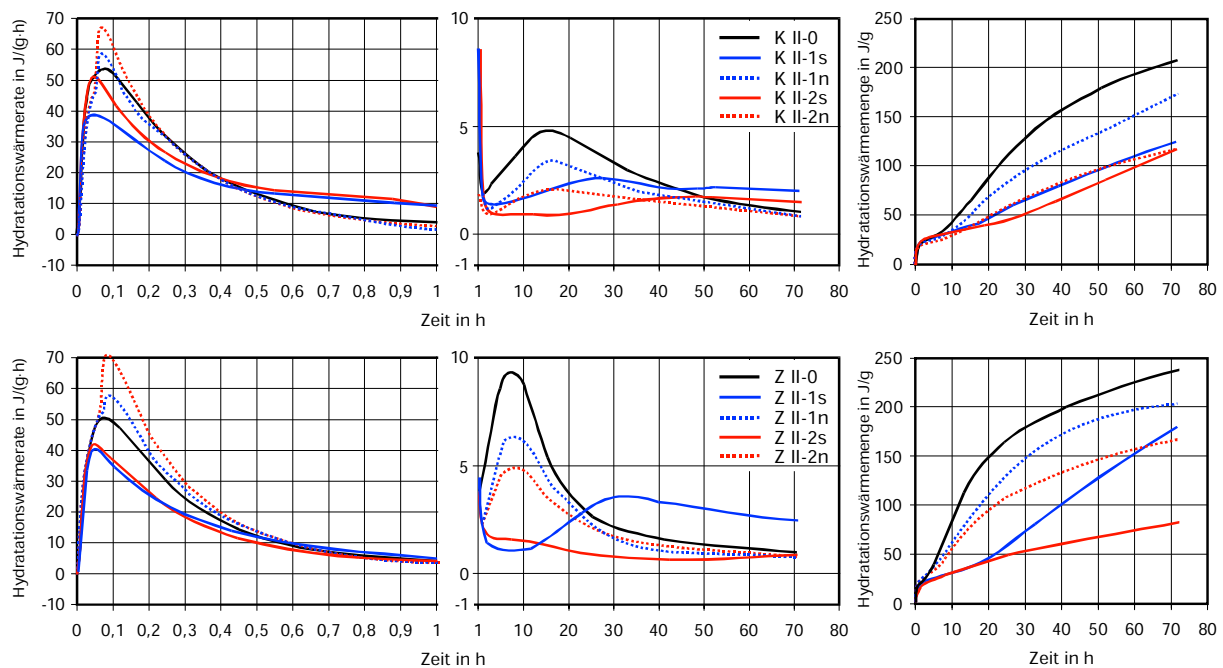 Hydratationswärmerate in J/(g·h)
70
60
50
40
30
20
10
0
-10
0 0,1 0,2 0,3 0,4 0,5 0,6 0,7 0,8 0,9 1
10
5
1
-1
1 10 20 30 40 50 60 70 80
Zeit in h
K II-0
K II-1s
K II-1n
K II-2s
K II-2n
Hydratationswärmemenge in J/g
250
200
150
100
50
0
0 10 20 30 40 50 60 70 80
Zeit in h
Hydratationswärmerate in J/(g·h)
70
60
50
40
30
20
10
0
-10
0 0,1 0,2 0,3 0,4 0,5 0,6 0,7 0,8 0,9 1
10
5
0
-1
1 10 20 30 40 50 60 70 80
Zeit in h
Z II-0
Z II-1s
Z II-1n
Z II-2s
Z II-2n
Hydratationswärmemenge in J/g
250
200
150
100
50
0
0 10 20 30 40 50 60 70 80
Zeit in h